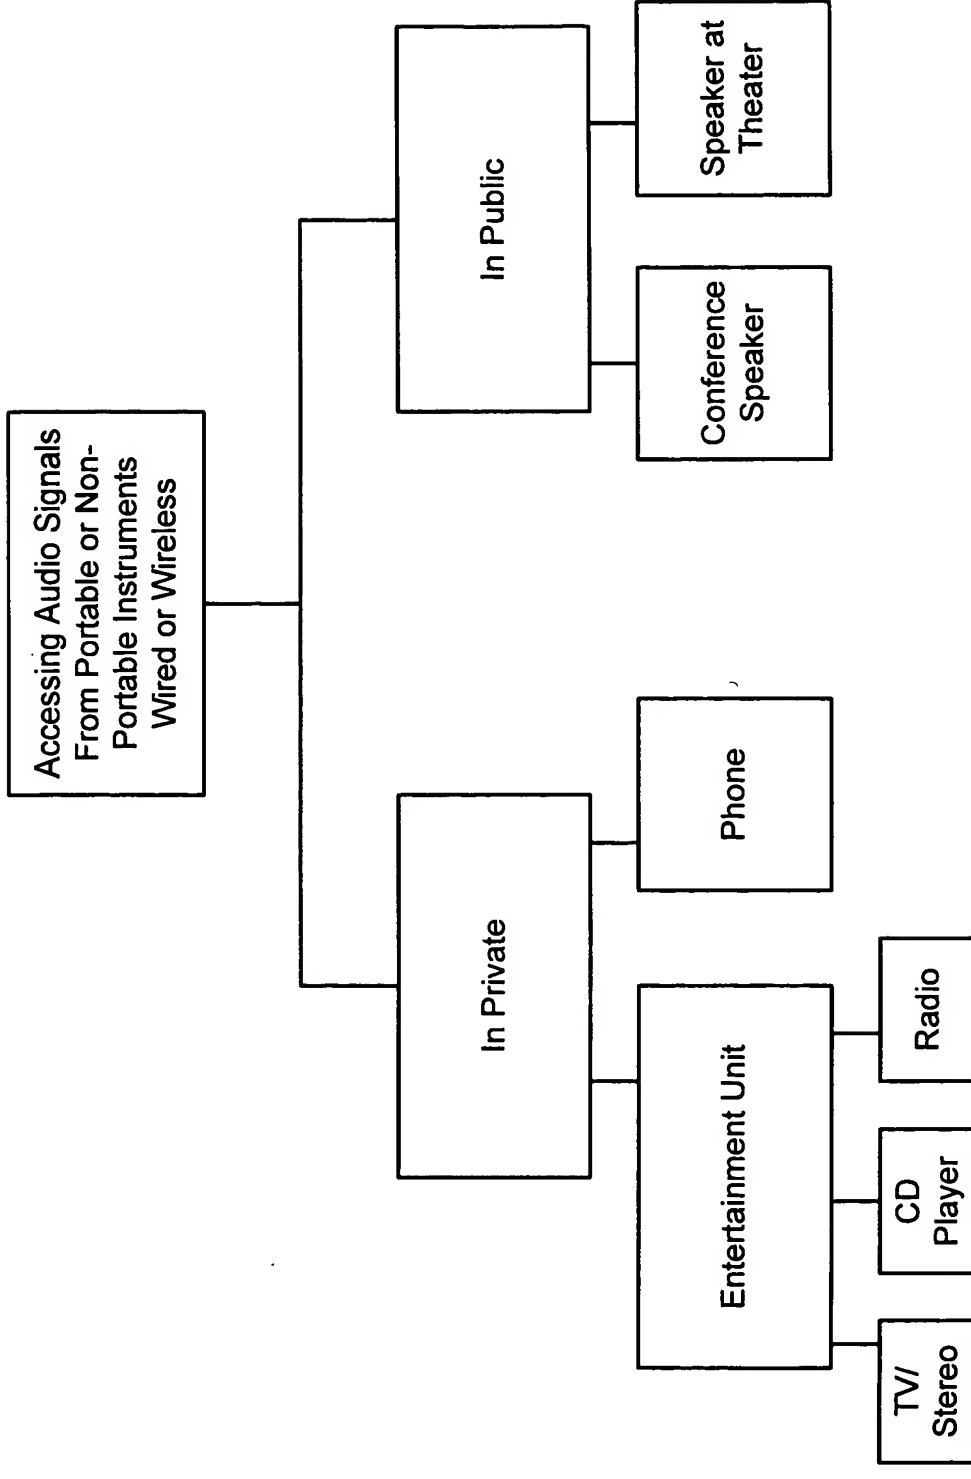 Accessing Audio Signals
From Portable or Non-
Portable Instruments
Wired or Wireless
In Private
In Public
Entertainment Unit
Phone
Conference
Speaker
Speaker at
Theater
TV/
Stereo
CD
Player
Radio